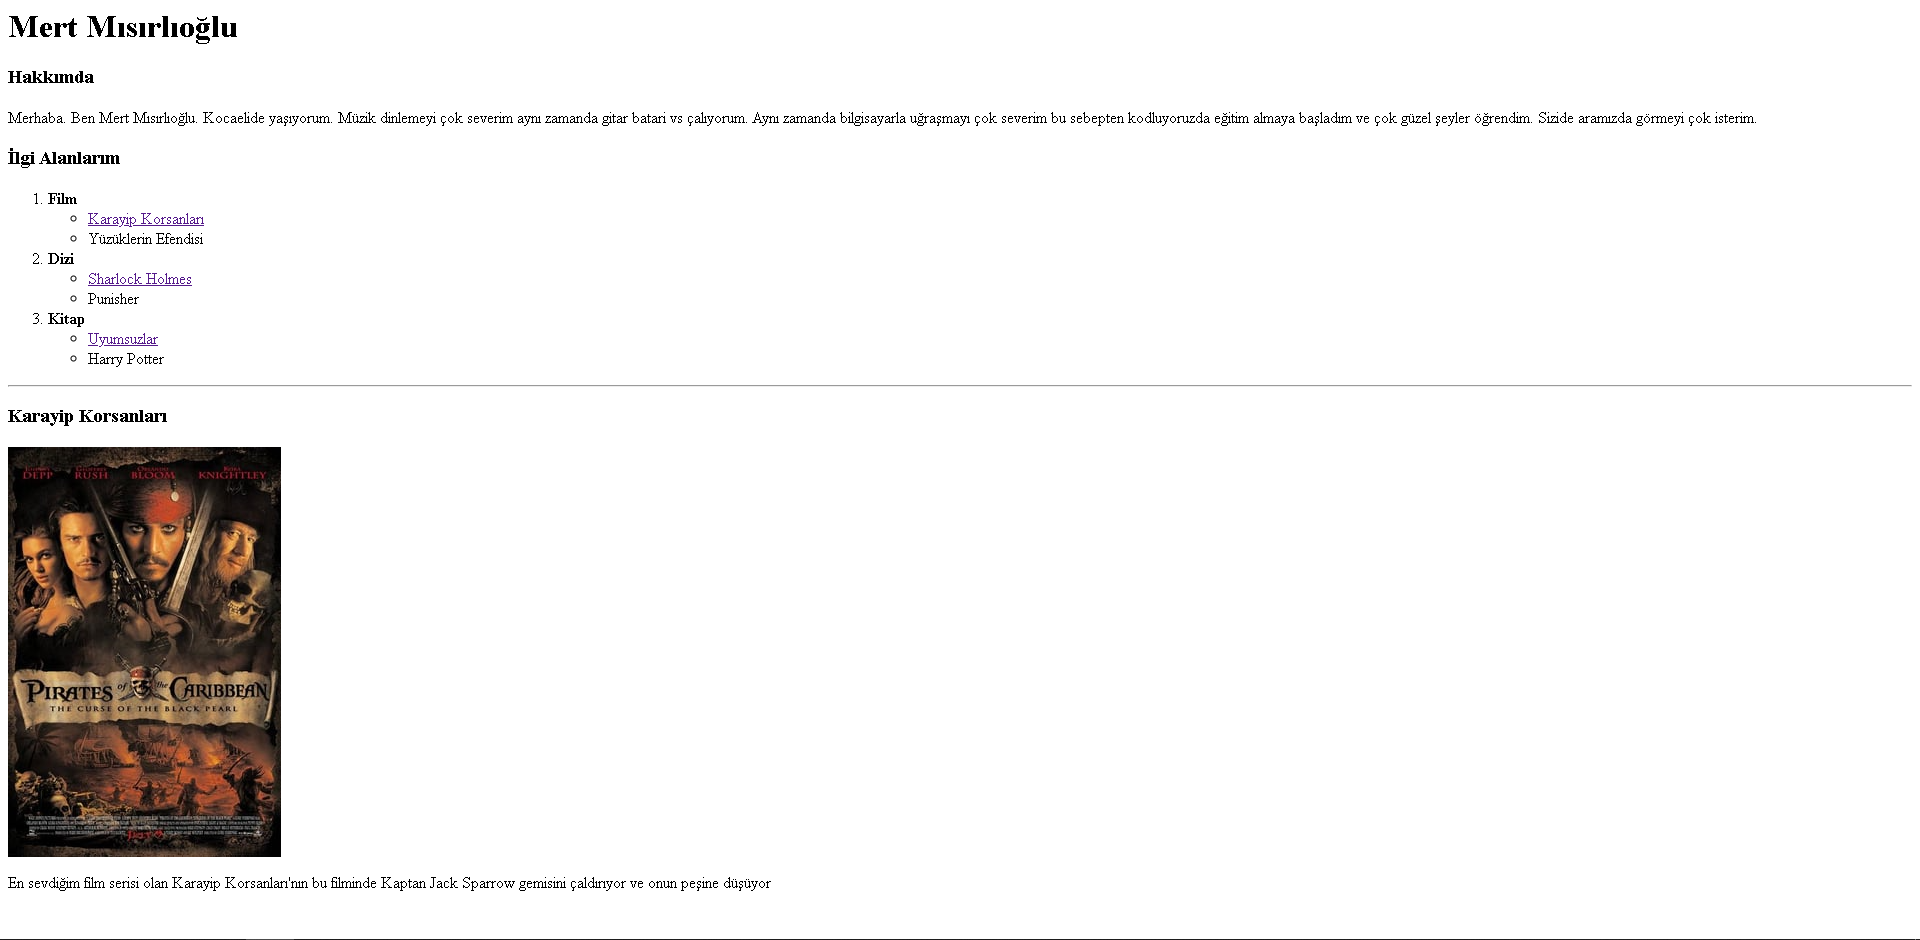 Mert Mısırlıoğlu
Hakkımda
Merhaba. Ben Mert Mısırlıoğlu. Kocaelide yaşıyorum. Müzik dinlemeyi çok severim aynı zamanda gitar batari vs çalıyorum. Aynı zamanda bilgisayarla uğraşmayı çok severim bu sebepten kodluyoruzda eğitim almaya başladım ve çok güzel şeyler öğrendim. Sizide aramızda görmeyi çok isterim.
İlgi Alanlarım
1. Film
Karayip Korsanları
Yüzüklerin Efendisi
2. Dizi
Sharlock Holmes
Punisher
3. Kitap
Uyumsuzlar
Harry Potter
Karayip Korsanları
DEPP RUSH BLOOM KNIGHTLEY
PIRATES of the CARIBBEAN
THE CURSE OF THE BLACK PEARL
En sevdiğim film serisi olan Karayip Korsanları'nın bu filminde Kaptan Jack Sparrow gemisini çaldırıyor ve onun peşine düşüyor